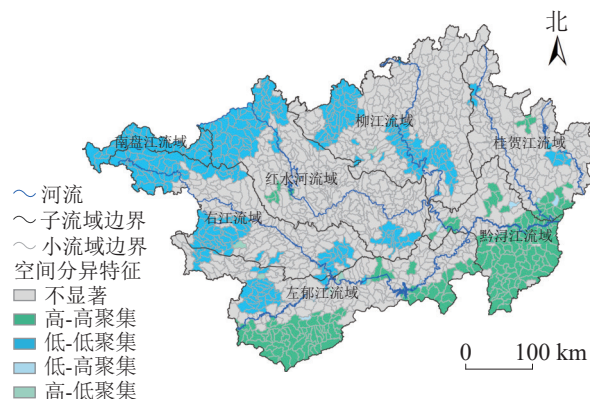 北
南盘江流域
柳江流域
桂贺江流域
红水河流域
右江流域
黔浔江流域
左郁江流域
河流
子流域边界
小流域边界
空间分异特征
不显著
高-高聚集
低-低聚集
低-高聚集
高-低聚集
0 100 km